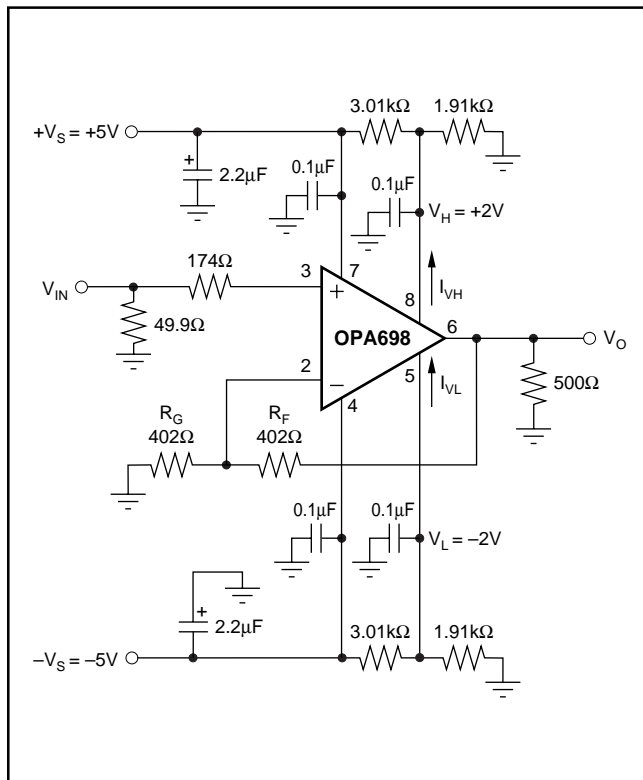 3.01kΩ 1.91kΩ
+V_S = +5V
0.1μF
+
2.2μF
0.1μF
V_H = +2V
174Ω
3 7
V_IN
+
8
I_VH
49.9Ω
OPA698
6
V_O
2
−
5
I_VL
4
500Ω
R_G
402Ω
R_F
402Ω
0.1μF
0.1μF
V_L = −2V
+
2.2μF
3.01kΩ 1.91kΩ
−V_S = −5V